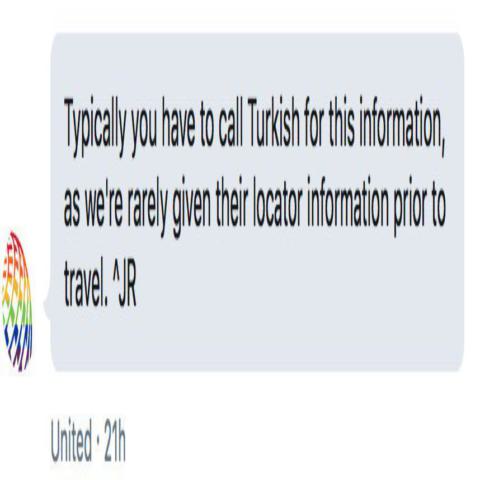 Typically you have to call Turkish for this information,
as we're rarely given their locator information prior to
travel. ^JR
United · 21h